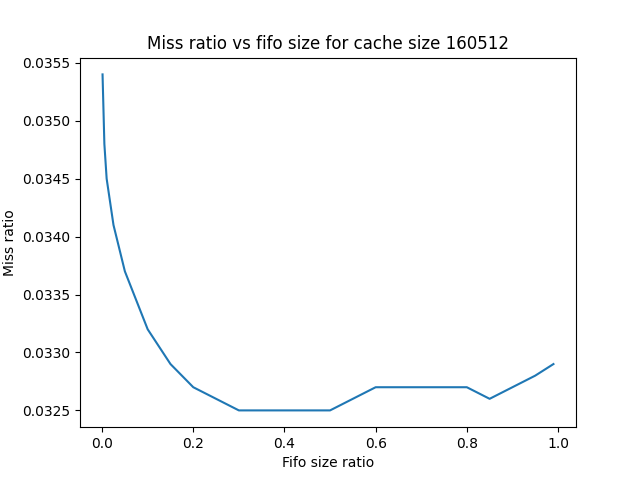 Miss ratio vs fifo size for cache size 160512
0.0355
0.0350
0.0345
0.0340
0.0335
0.0330
0.0325
Miss ratio
0.0 0.2 0.4 0.6 0.8 1.0
Fifo size ratio